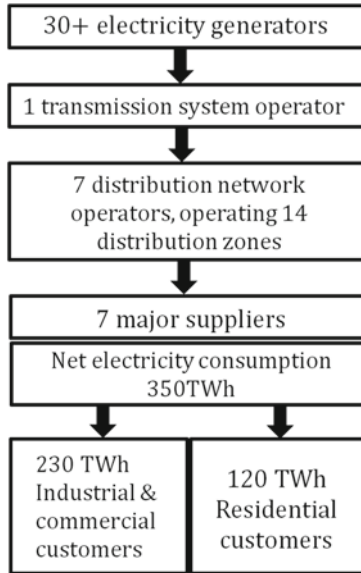 30+ electricity generators
1 transmission system operator
7 distribution network
operators, operating 14
distribution zones
7 major suppliers
Net electricity consumption
350TWh
230 TWh
Industrial &
commercial
customers
120 TWh
Residential
customers